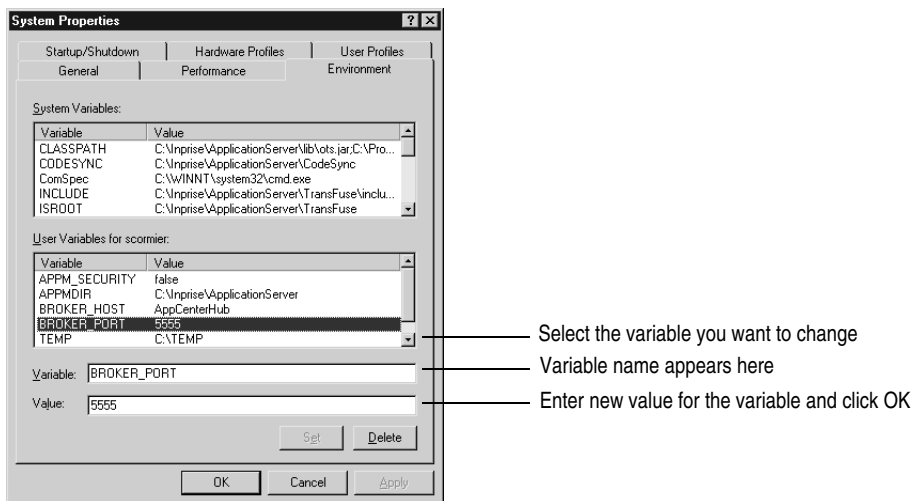 System Properties
Startup/Shutdown Hardware Profiles User Profiles
General Performance Environment
System Variables:
Variable Value
CLASSPATH C:\Inprise\ApplicationServer\lib\ots.jar;C:\Pro...
CODESYNC C:\Inprise\ApplicationServer\CodeSync
ComSpec C:\WINNT\system32\cmd.exe
INCLUDE C:\Inprise\ApplicationServer\TransFuse\inclu...
ISROOT C:\Inprise\ApplicationServer\TransFuse
User Variables for scormier:
Variable Value
APPM_SECURITY false
APPMDIR C:\Inprise\ApplicationServer
BROKER_HOST AppCenterHub
BROKER_PORT 5555
TEMP C:\TEMP
Select the variable you want to change
Variable: BROKER_PORT
Variable name appears here
Value: 5555
Enter new value for the variable and click OK
Set Delete
OK Cancel Apply